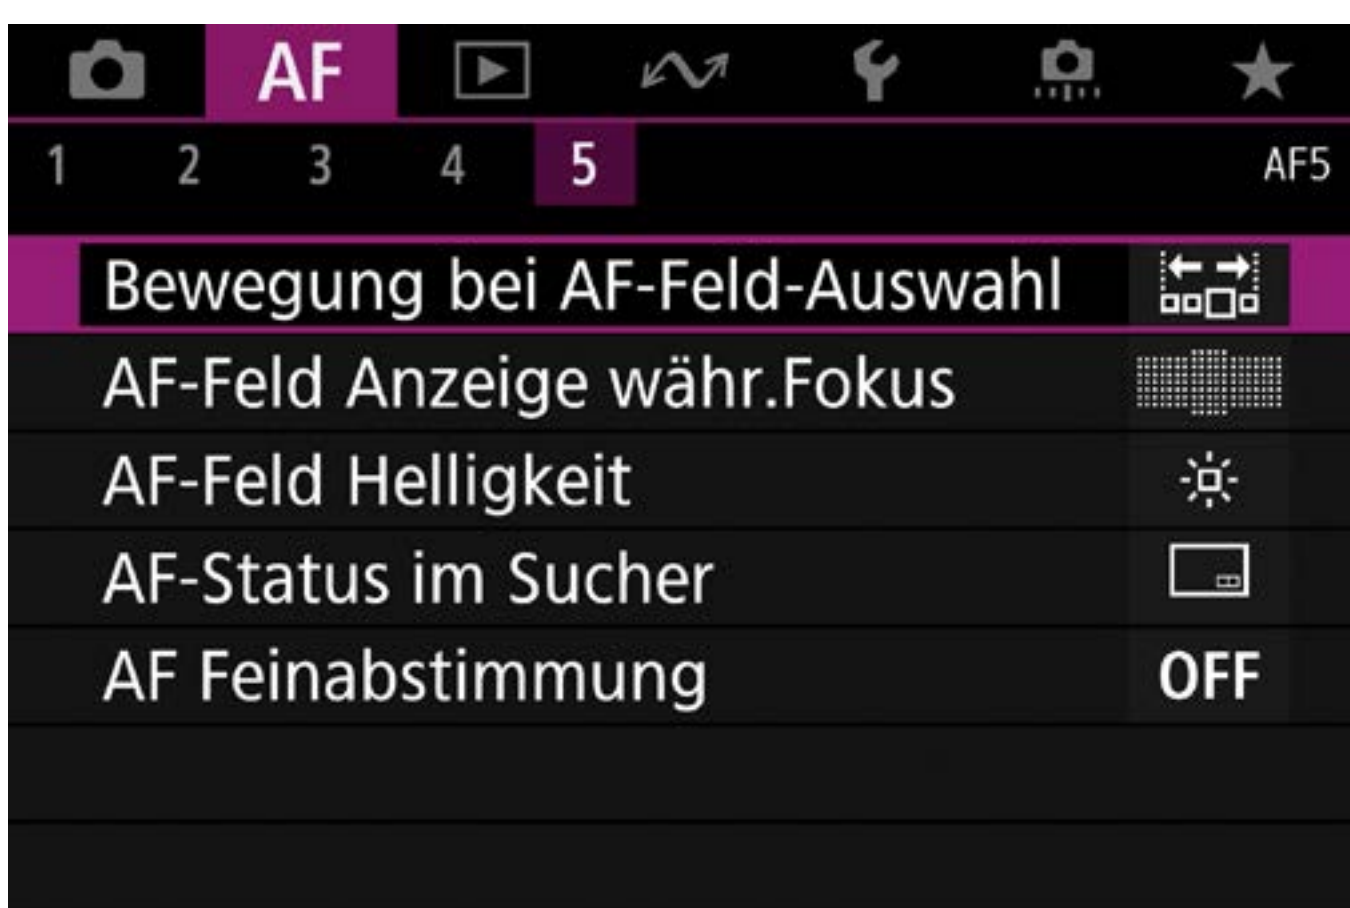 AF
1 2 3 4 5 AF5
Bewegung bei AF-Feld-Auswahl
AF-Feld Anzeige währ.Fokus
AF-Feld Helligkeit
AF-Status im Sucher
AF Feinabstimmung OFF